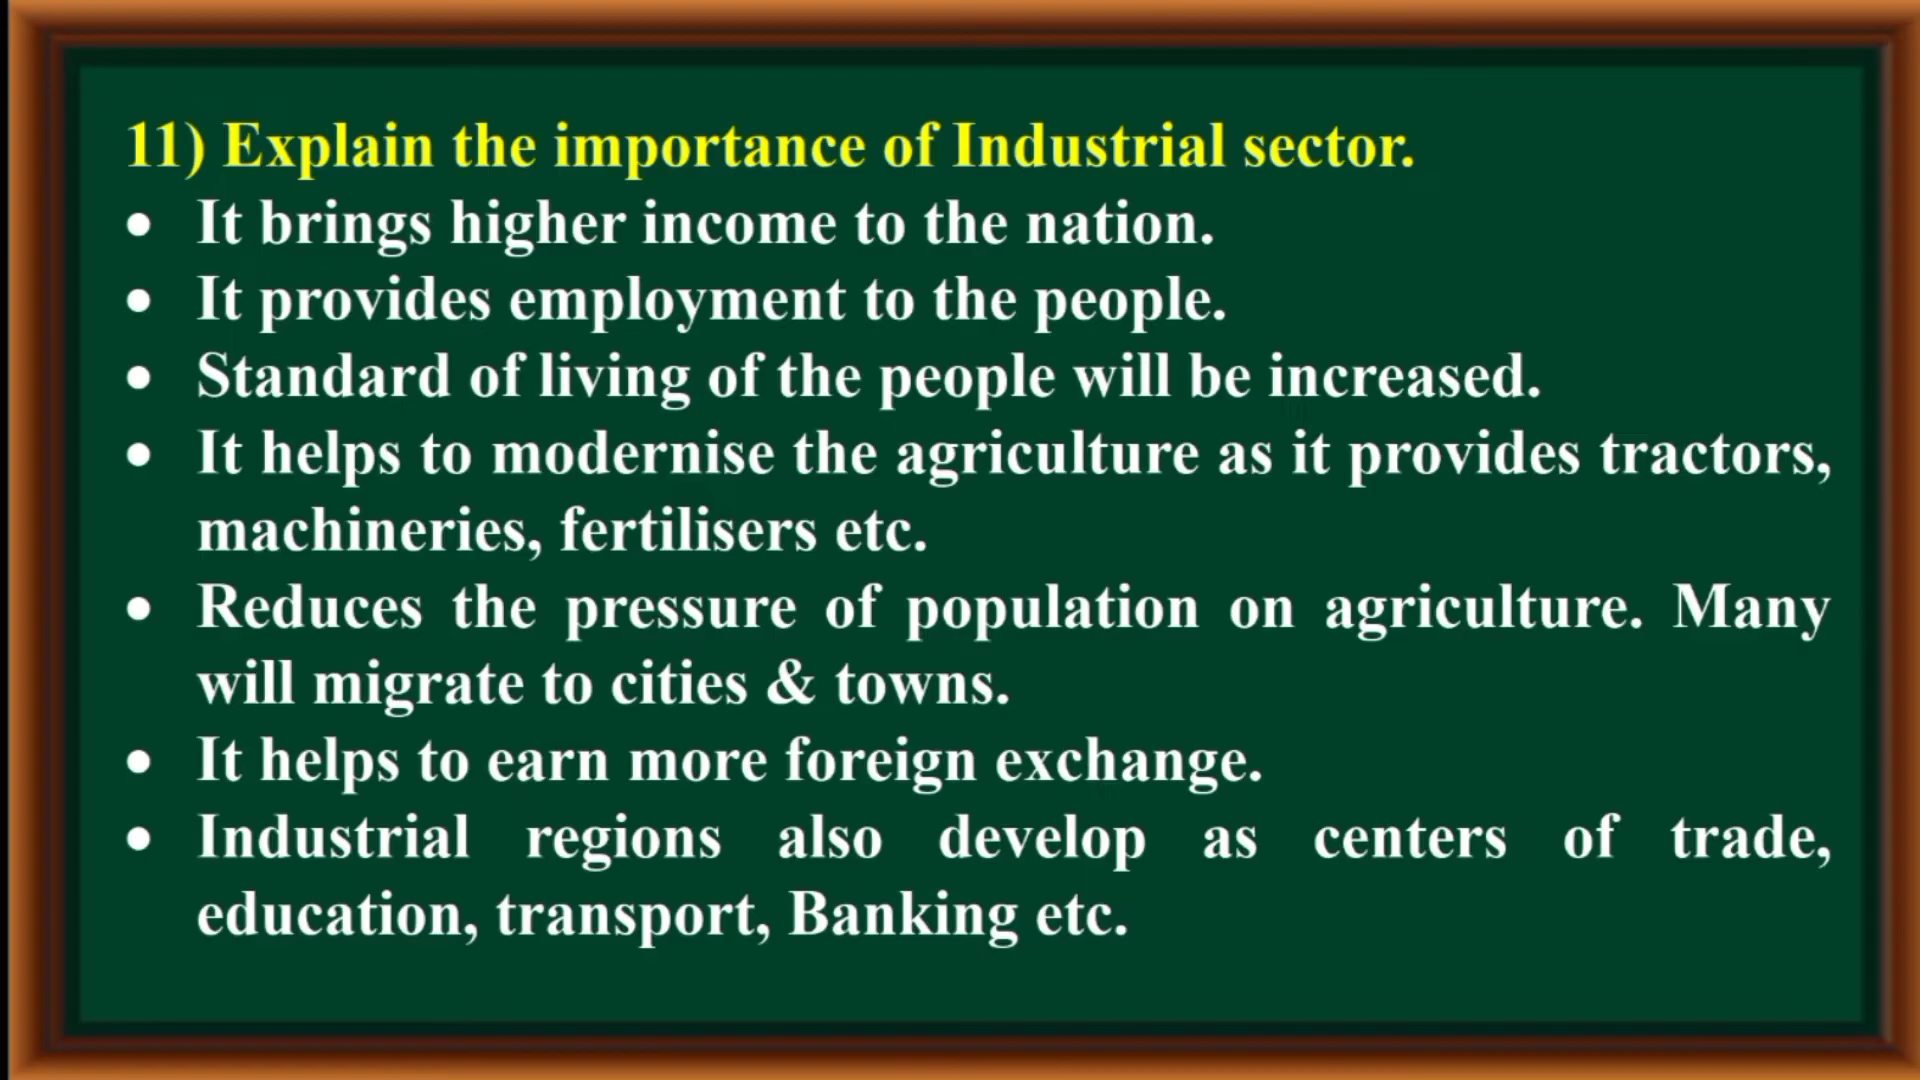 11) Explain the importance of Industrial sector.
• It brings higher income to the nation.
• It provides employment to the people.
• Standard of living of the people will be increased.
• It helps to modernise the agriculture as it provides tractors,
machineries, fertilisers etc.
• Reduces the pressure of population on agriculture. Many
will migrate to cities & towns.
• It helps to earn more foreign exchange.
• Industrial regions also develop as centers of trade,
education, transport, Banking etc.